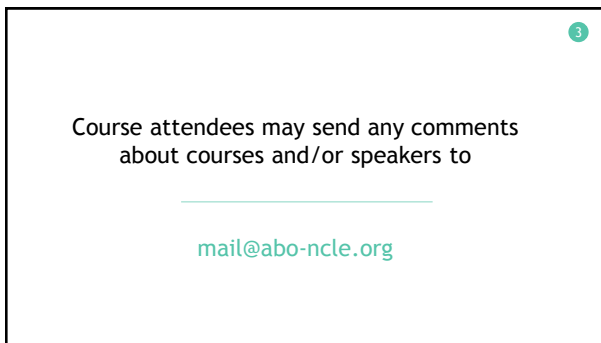 3
Course attendees may send any comments
about courses and/or speakers to
mail@abo-ncle.org